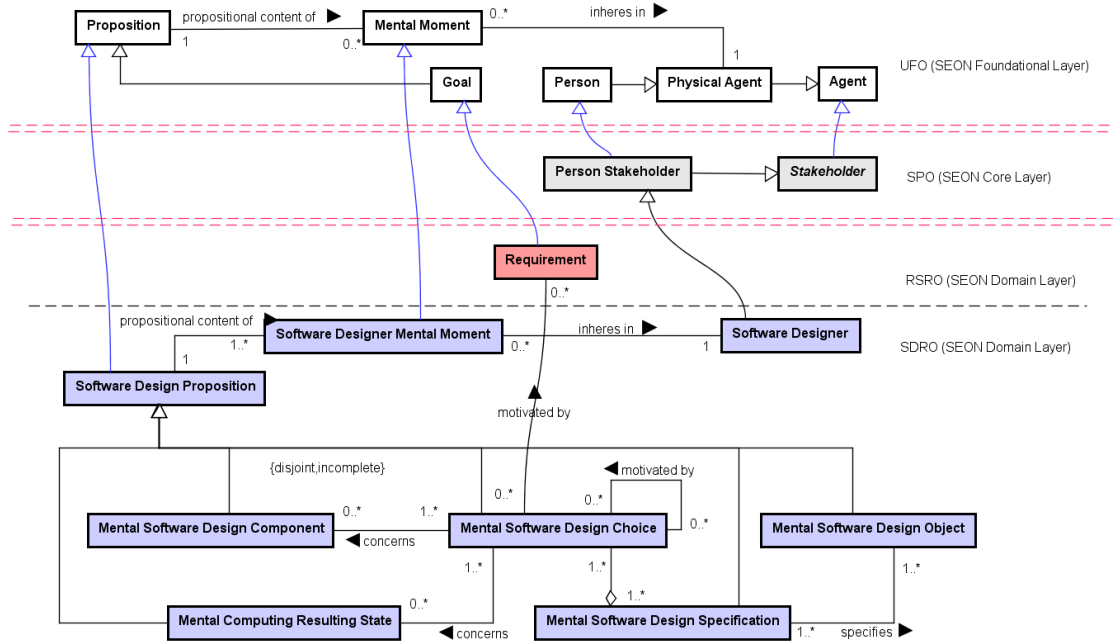 propositional content of
0..*
inheres in
Proposition
Mental Moment
1
0..*
1
UFO (SEON Foundational Layer)
Goal
Person
Physical Agent
Agent
Person Stakeholder
Stakeholder
SPO (SEON Core Layer)
Requirement
RSRO (SEON Domain Layer)
0..*
propositional content of
Software Designer Mental Moment
inheres in
Software Designer
1..*
0..*
1
SDRO (SEON Domain Layer)
1
Software Design Proposition
motivated by
{disjoint,incomplete}
motivated by
0..*
0..*
0..*
1..*
0..*
Mental Software Design Component
Mental Software Design Choice
Mental Software Design Object
concerns
1..*
1..*
1..*
0..*
1..*
Mental Computing Resulting State
Mental Software Design Specification
concerns
1..*
specifies